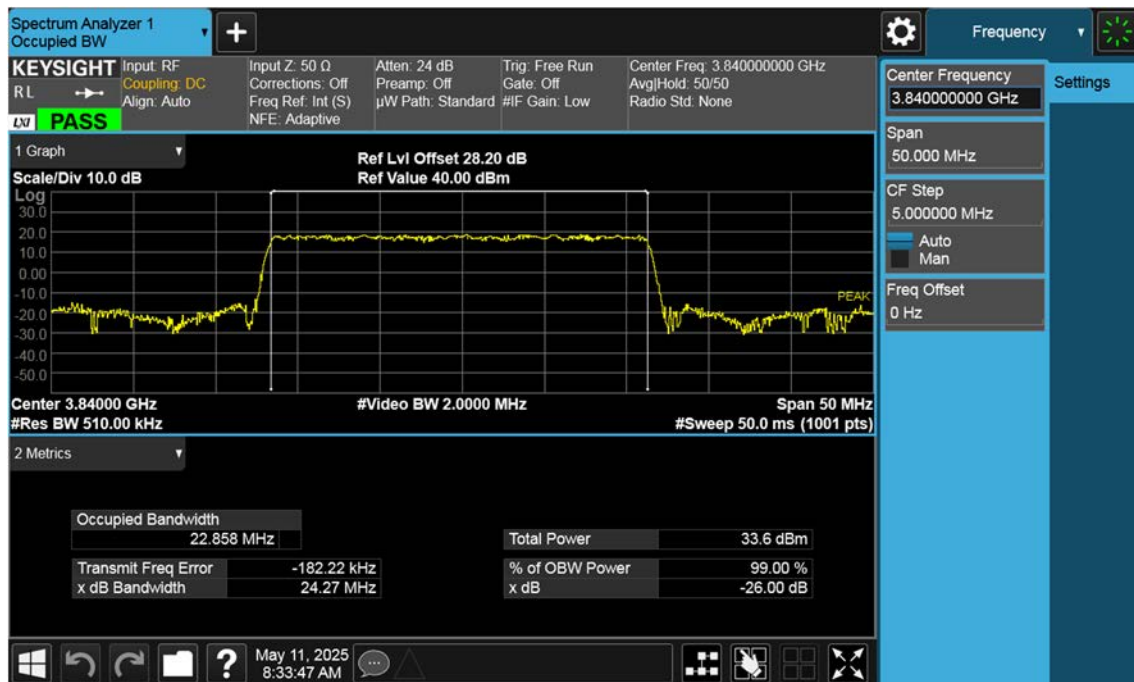 Spectrum Analyzer 1
Occupied BW
+
Frequency
KEYSIGHT
RL
LXI PASS
Input: RF
Coupling: DC
Align: Auto
Input Z: 50 Ω
Corrections: Off
Freq Ref: Int (S)
NFE: Adaptive
Atten: 24 dB
Preamp: Off
µW Path: Standard
Trig: Free Run
Gate: Off
#IF Gain: Low
Center Freq: 3.840000000 GHz
Avg|Hold: 50/50
Radio Std: None
1 Graph
Scale/Div 10.0 dB
Ref Lvl Offset 28.20 dB
Ref Value 40.00 dBm
Log
30.0
20.0
10.0
0.00
-10.0
-20.0
-30.0
-40.0
-50.0
PEAK
Center 3.84000 GHz
#Video BW 2.0000 MHz
Span 50 MHz
#Res BW 510.00 kHz
#Sweep 50.0 ms (1001 pts)
2 Metrics
Occupied Bandwidth
22.858 MHz
Total Power 33.6 dBm
Transmit Freq Error -182.22 kHz
% of OBW Power 99.00 %
x dB Bandwidth 24.27 MHz
x dB -26.00 dB
Center Frequency
3.840000000 GHz
Settings
Span
50.000 MHz
CF Step
5.000000 MHz
Auto
Man
Freq Offset
0 Hz
?
May 11, 2025
8:33:47 AM